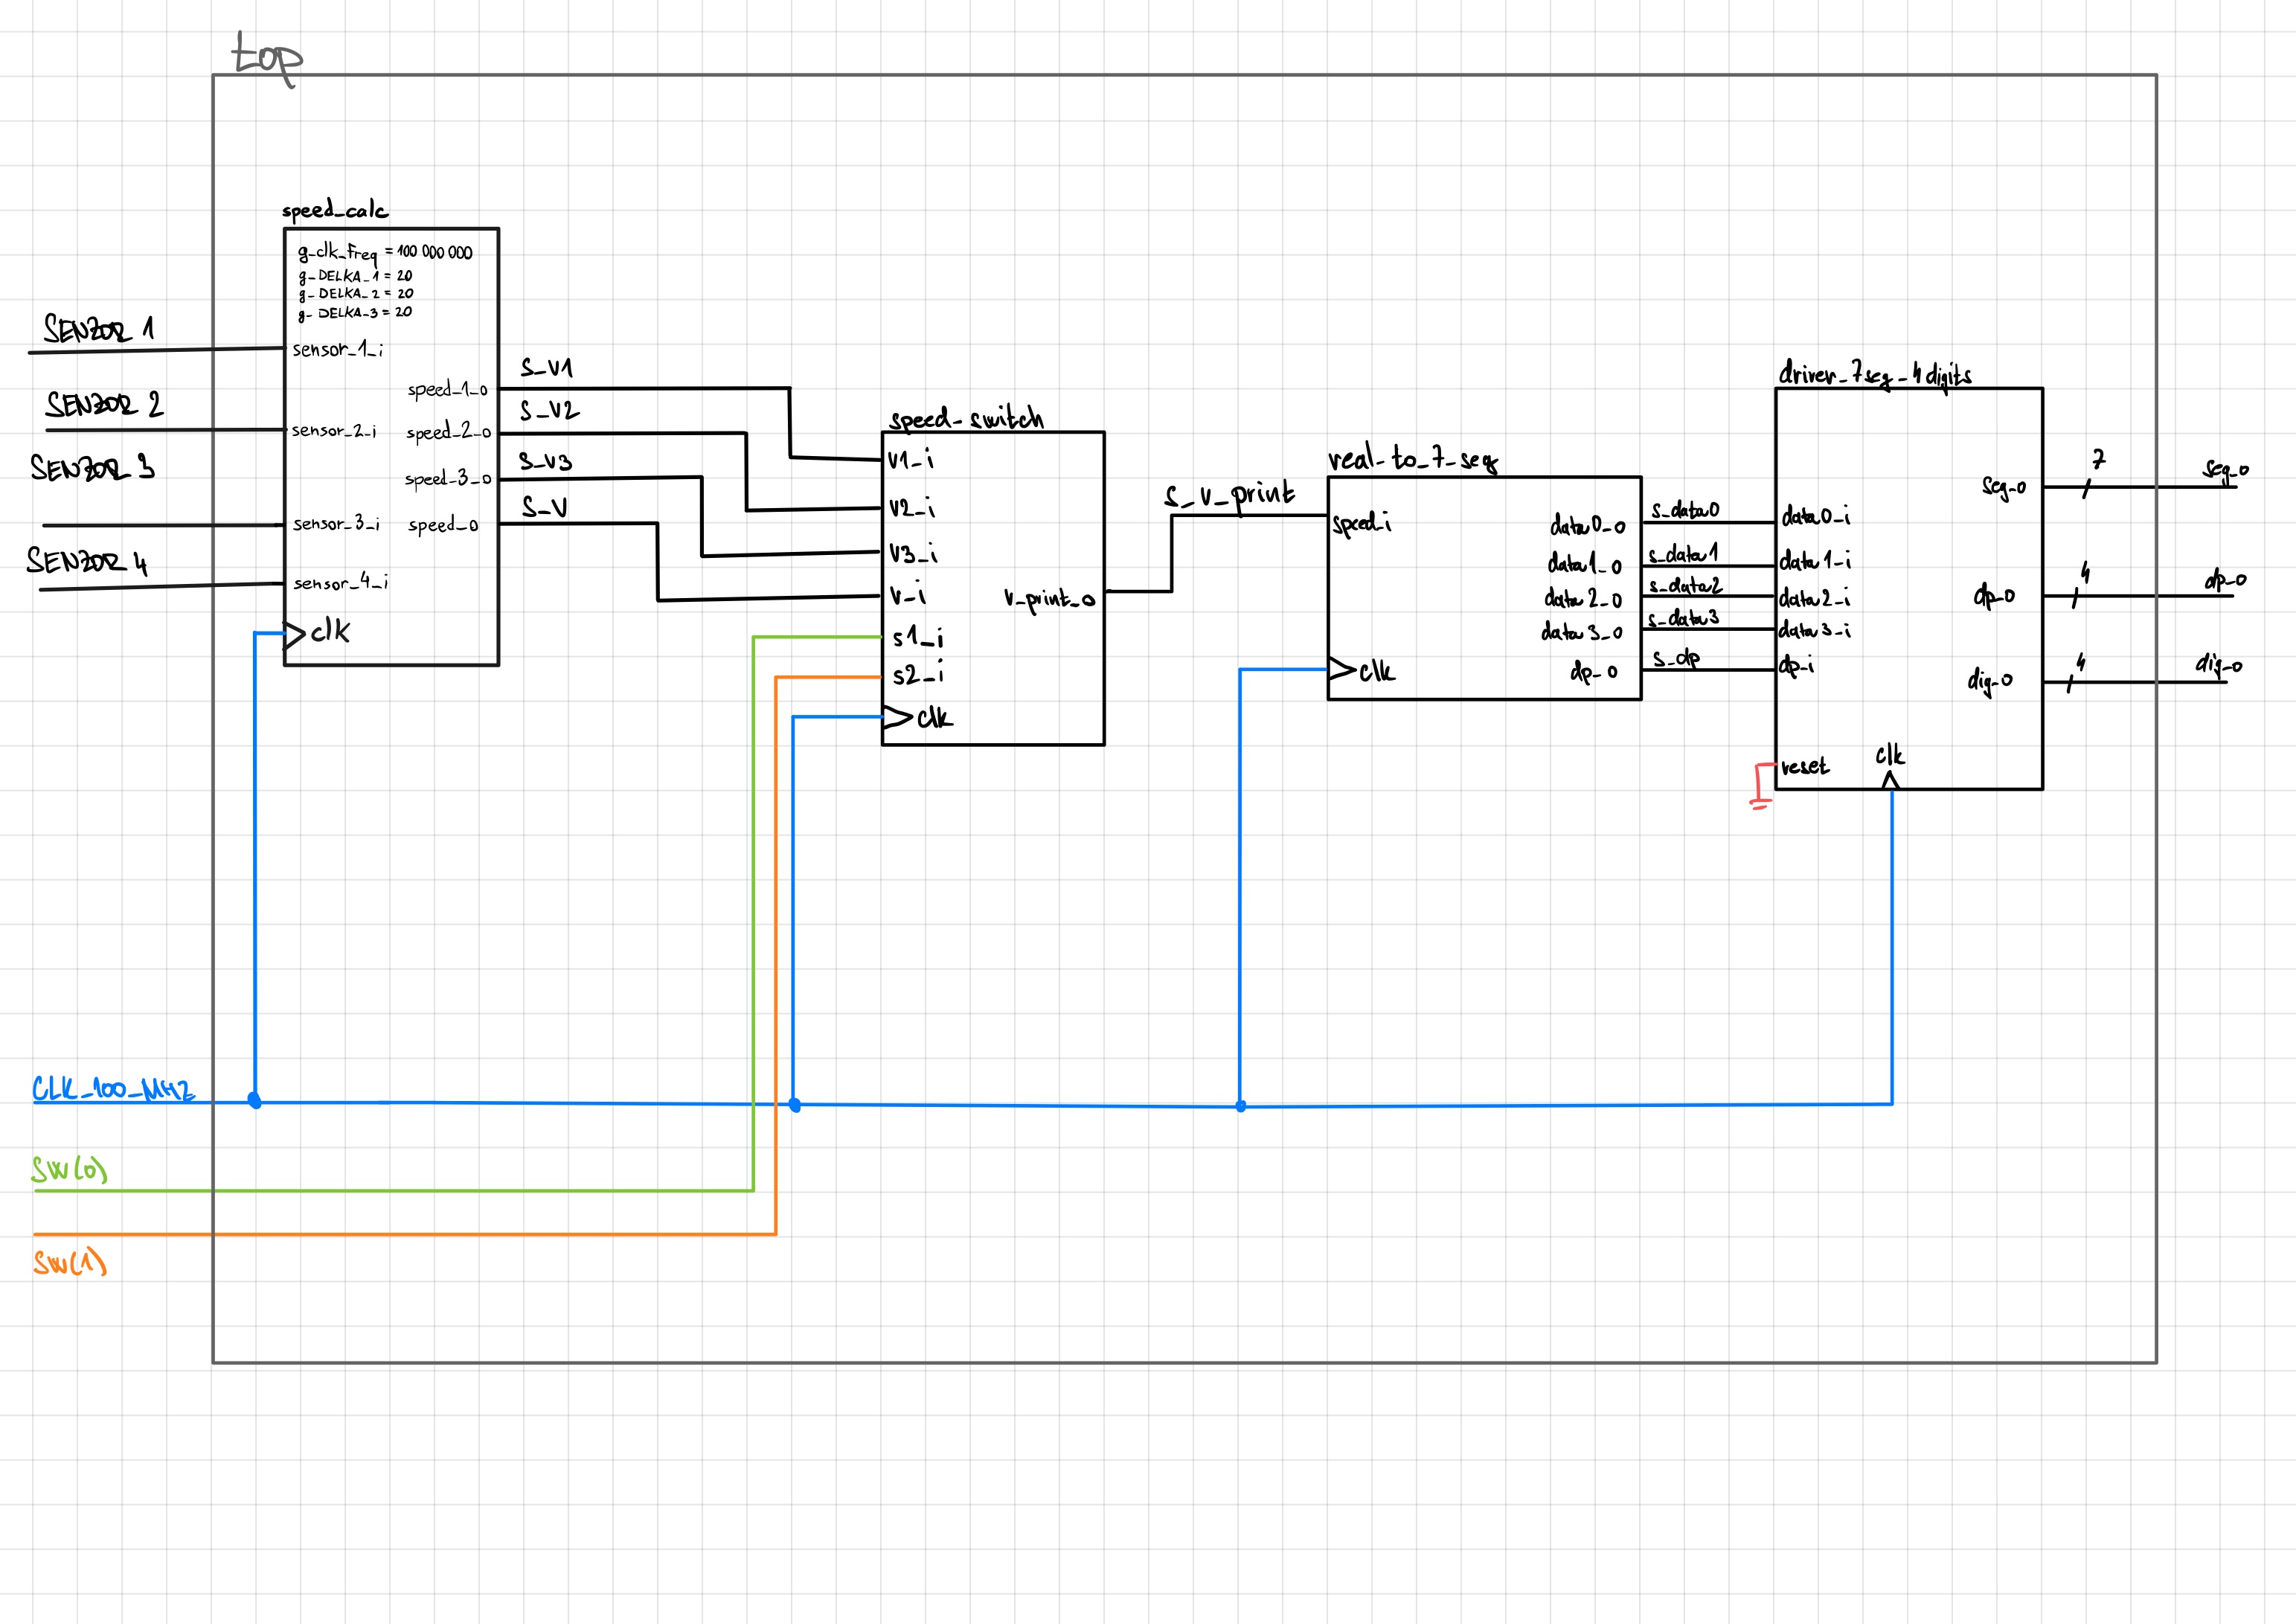 top
speed_calc
g_clk_freq = 100 000 000
g_DELKA_1 = 20
g_DELKA_2 = 20
g_DELKA_3 = 20
SENZOR 1
sensor_1_i
SENZOR 2
sensor_2_i
SENZOR 3
sensor_3_i
SENZOR 4
sensor_4_i
clk
speed_1_o
speed_2_o
speed_3_o
speed_o
S_V1
S_V2
S_V3
S_V
speed_switch
v1_i
v2_i
v3_i
v_i
s1_i
s2_i
clk
v_print_o
s_v_print
real_to_7_seg
speed_i
clk
data0_o
data1_o
data2_o
data3_o
dp_o
s_data0
s_data1
s_data2
s_data3
s_dp
driver_7seg_4digits
data0_i
data1_i
data2_i
data3_i
dp_i
reset
clk
seg_o
dp_o
dig_o
7
seg_o
4
dp_o
4
dig_o
CLK_100_MHz
SW(0)
SW(1)